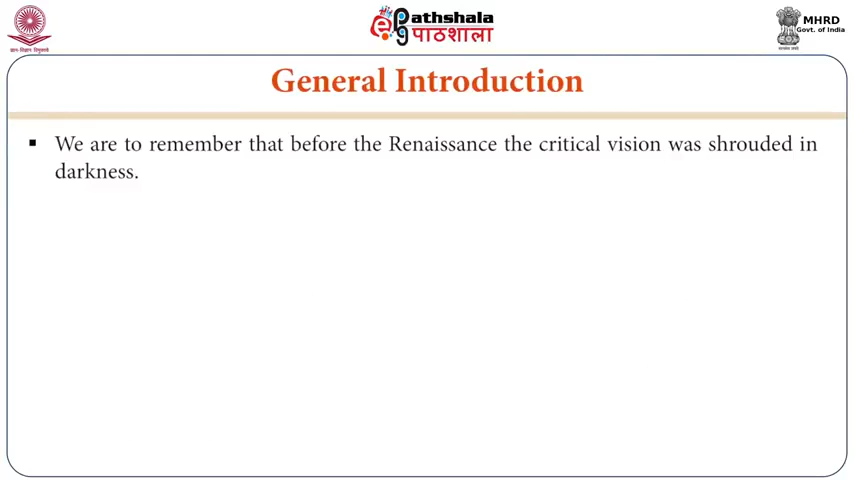 ePathshala
पाठशाला
MHRD
Govt. of India
General Introduction
▪ We are to remember that before the Renaissance the critical vision was shrouded in
darkness.